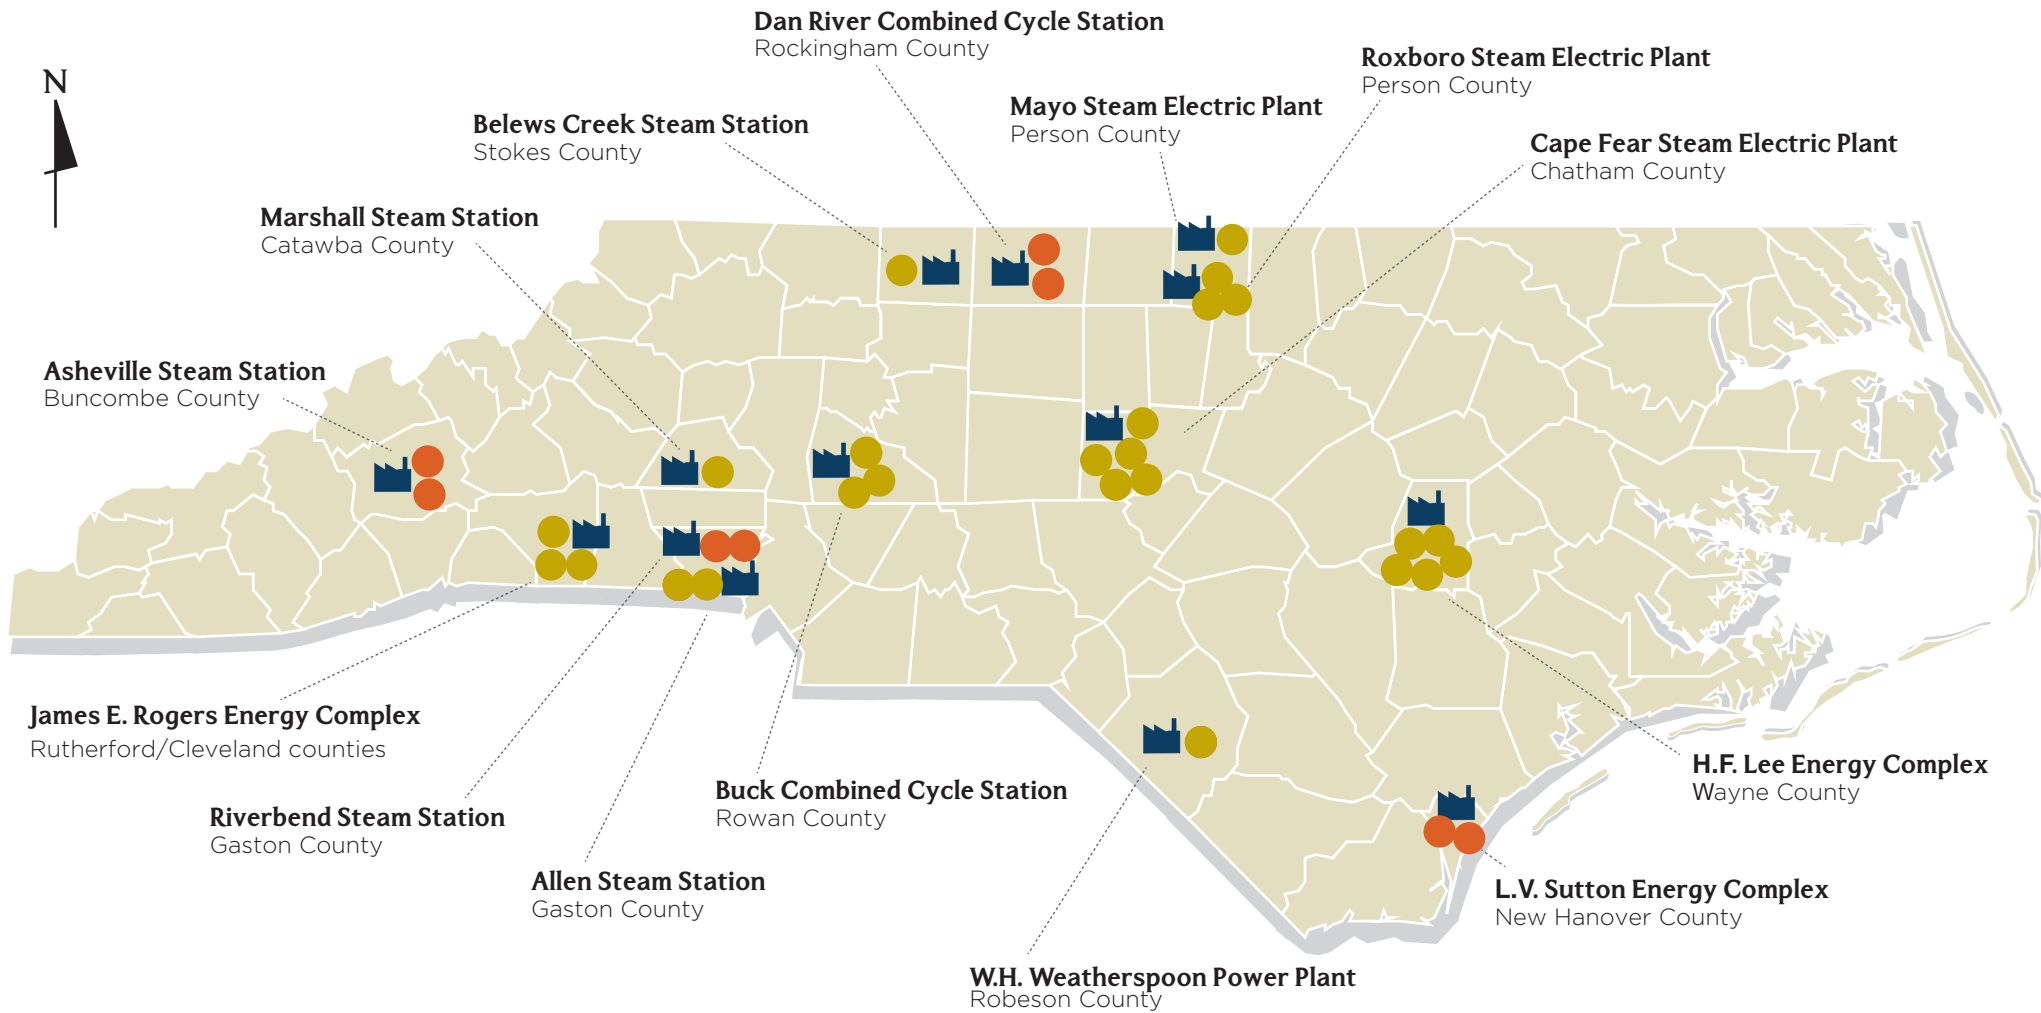 Dan River Combined Cycle Station
Rockingham County
Roxboro Steam Electric Plant
Person County
N
Mayo Steam Electric Plant
Person County
Belews Creek Steam Station
Stokes County
Cape Fear Steam Electric Plant
Chatham County
Marshall Steam Station
Catawba County
Asheville Steam Station
Buncombe County
James E. Rogers Energy Complex
Rutherford/Cleveland counties
H.F. Lee Energy Complex
Wayne County
Buck Combined Cycle Station
Rowan County
Riverbend Steam Station
Gaston County
Allen Steam Station
Gaston County
L.V. Sutton Energy Complex
New Hanover County
W.H. Weatherspoon Power Plant
Robeson County